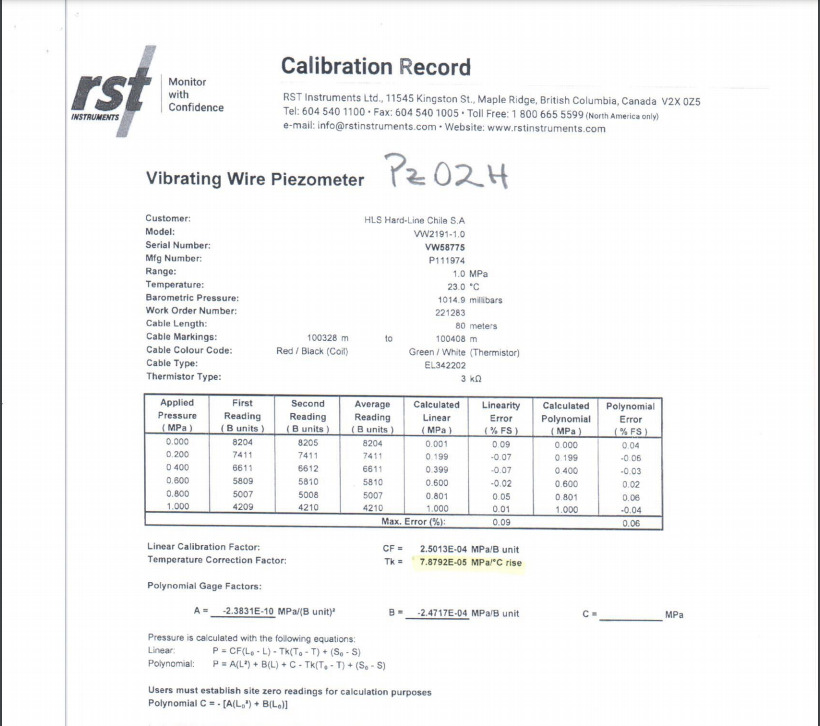 rst
INSTRUMENTS
Monitor
with
Confidence
Calibration Record
RST Instruments Ltd., 11545 Kingston St., Maple Ridge, British Columbia, Canada V2X 0Z5
Tel: 604 540 1100 • Fax: 604 540 1005 • Toll Free: 1 800 665 5599 (North America only)
e-mail: info@rstinstruments.com • Website: www.rstinstruments.com
Vibrating Wire Piezometer Pz 02H
Customer: HLS Hard-Line Chile S.A
Model: VW2191-1.0
Serial Number: VW58775
Mfg Number: P111974
Range: 1.0 MPa
Temperature: 23.0 °C
Barometric Pressure: 1014.9 millibars
Work Order Number: 221283
Cable Length: 80 meters
Cable Markings: 100328 m to 100408 m
Cable Colour Code: Red / Black (Coil) Green / White (Thermistor)
Cable Type: EL342202
Thermistor Type: 3 kΩ
Applied First Second Average Calculated Linearity Calculated Polynomial
Pressure Reading Reading Reading Linear Error Polynomial Error
( MPa ) ( B units ) ( B units ) ( B units ) ( MPa ) ( % FS ) ( MPa ) ( % FS )
0.000 8204 8205 8204 0.001 0.09 0.000 0.04
0.200 7411 7411 7411 0.199 -0.07 0.199 -0.06
0 400 6611 6612 6611 0.399 -0.07 0.400 -0.03
0.600 5809 5810 5810 0.600 -0.02 0.600 0.02
0.800 5007 5008 5007 0.801 0.05 0.801 0.06
1.000 4209 4210 4210 1.000 0.01 1.000 -0.04
Max. Error (%): 0.09 0.06
Linear Calibration Factor: CF = 2.5013E-04 MPa/B unit
Temperature Correction Factor: Tk = 7.8792E-05 MPa/°C rise
Polynomial Gage Factors:
A = -2.3831E-10 MPa/(B unit)² B = -2.4717E-04 MPa/B unit C = MPa
Pressure is calculated with the following equations:
Linear: P = CF(L₀ - L) - Tk(T₀ - T) + (S₀ - S)
Polynomial: P = A(L²) + B(L) + C - Tk(T₀ - T) + (S₀ - S)
Users must establish site zero readings for calculation purposes
Polynomial C = - [A(L₀²) + B(L₀)]